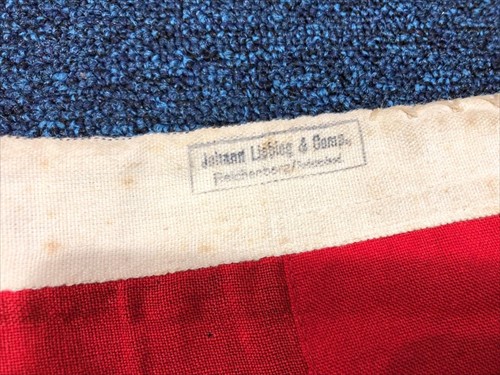 Johann Liebieg & Comp.,
Reichenberg/